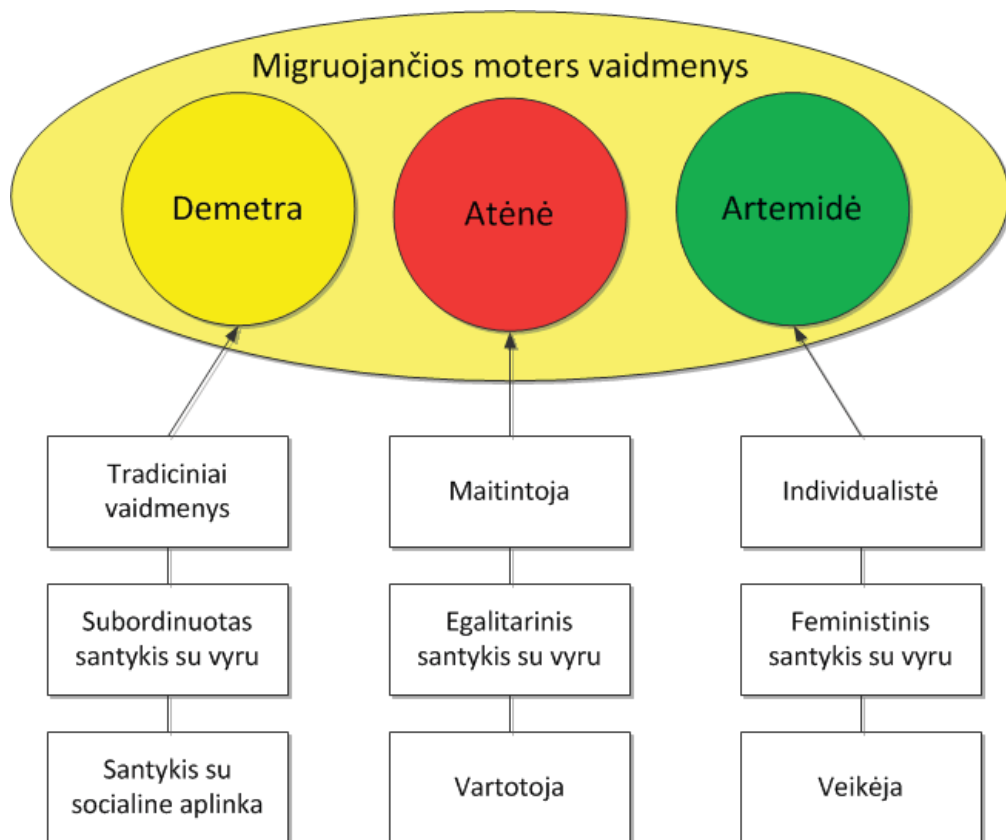 Migruojančios moters vaidmenys
Demetra
Atėnė
Artemidė
Tradiciniai
vaidmenys
Maitintoja
Individualistė
Subordinuotas
santykis su vyru
Egalitarinis
santykis su vyru
Feministinis
santykis su vyru
Santykis su
socialine aplinka
Vartotoja
Veikėja